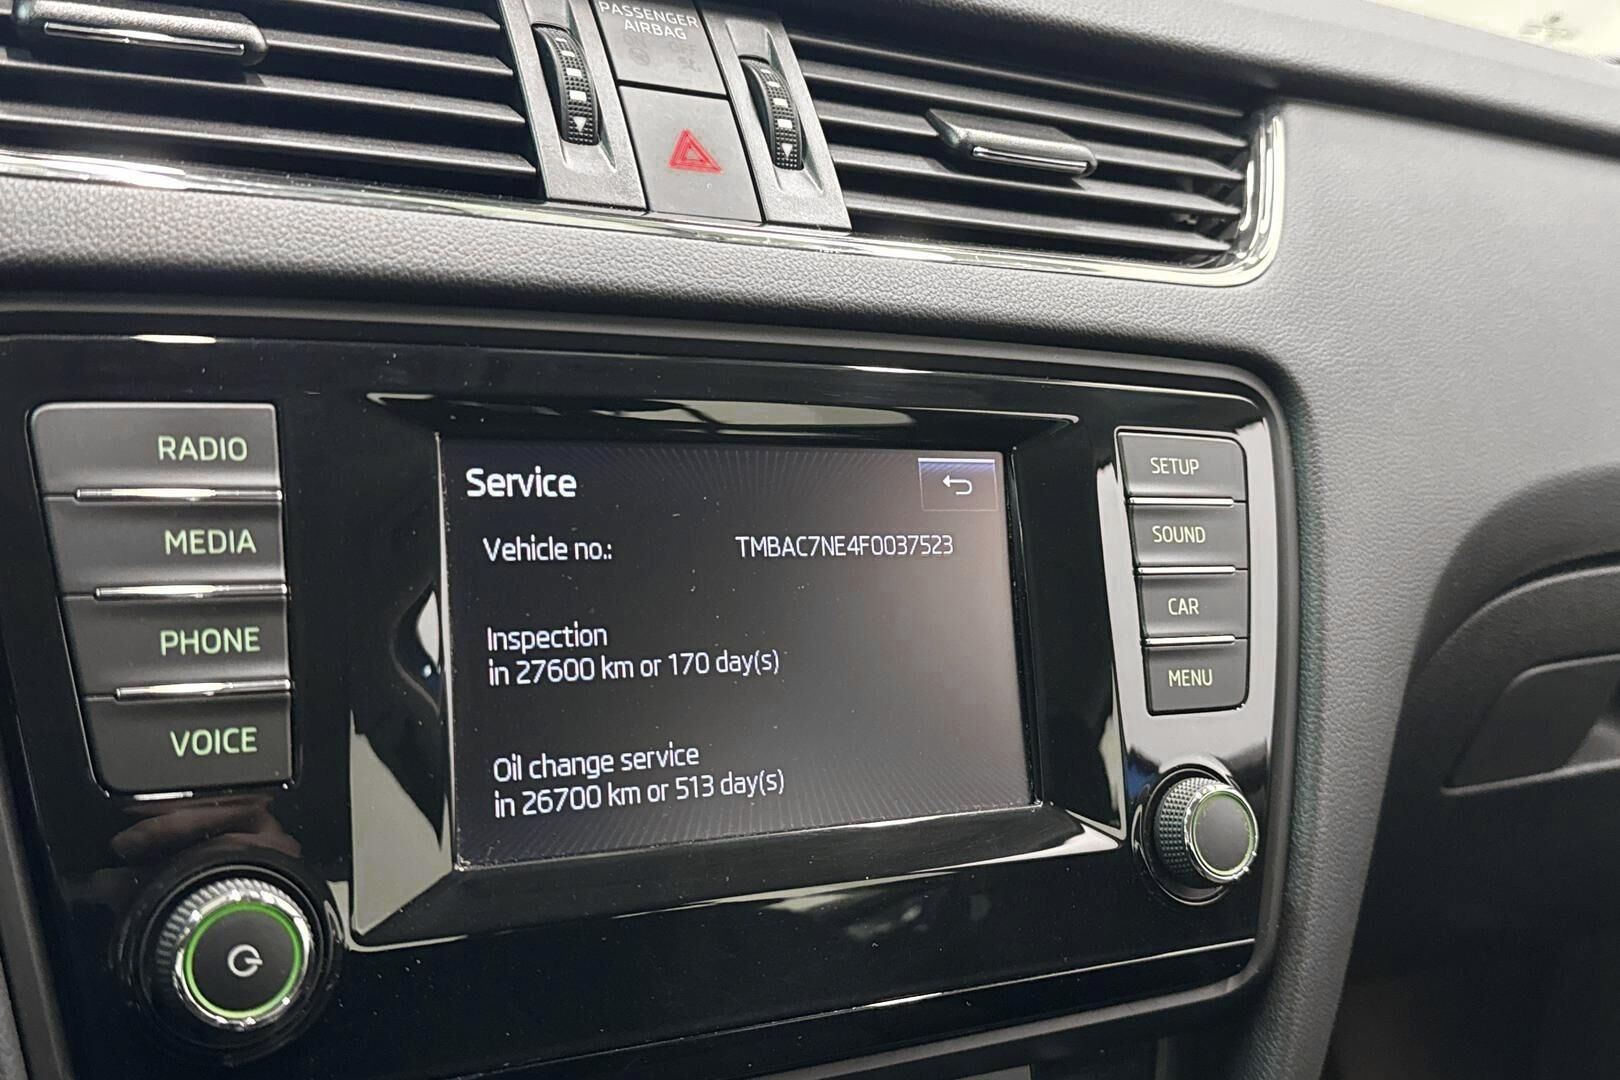 PASSENGER
AIRBAG
RADIO
MEDIA
PHONE
VOICE
Service
Vehicle no.: TMBAC7NE4F0037523
Inspection
in 27600 km or 170 day(s)
Oil change service
in 26700 km or 513 day(s)
SETUP
SOUND
CAR
MENU